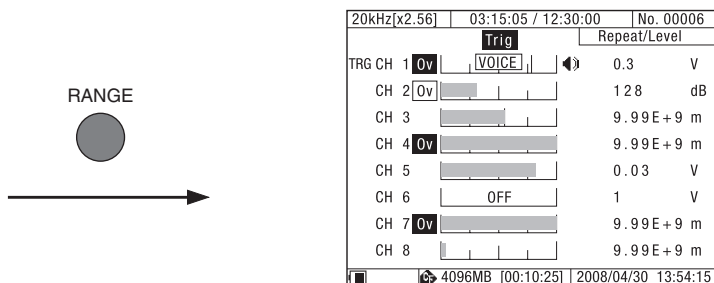 RANGE
20kHz[x2.56] 03:15:05 / 12:30:00 No. 00006
Trig Repeat/Level
TRG CH 1 Ov VOICE 0.3 V
CH 2 Ov 128 dB
CH 3 9.99E+9 m
CH 4 Ov 9.99E+9 m
CH 5 0.03 V
CH 6 OFF 1 V
CH 7 Ov 9.99E+9 m
CH 8 9.99E+9 m
CF 4096MB [00:10:25] 2008/04/30 13:54:15